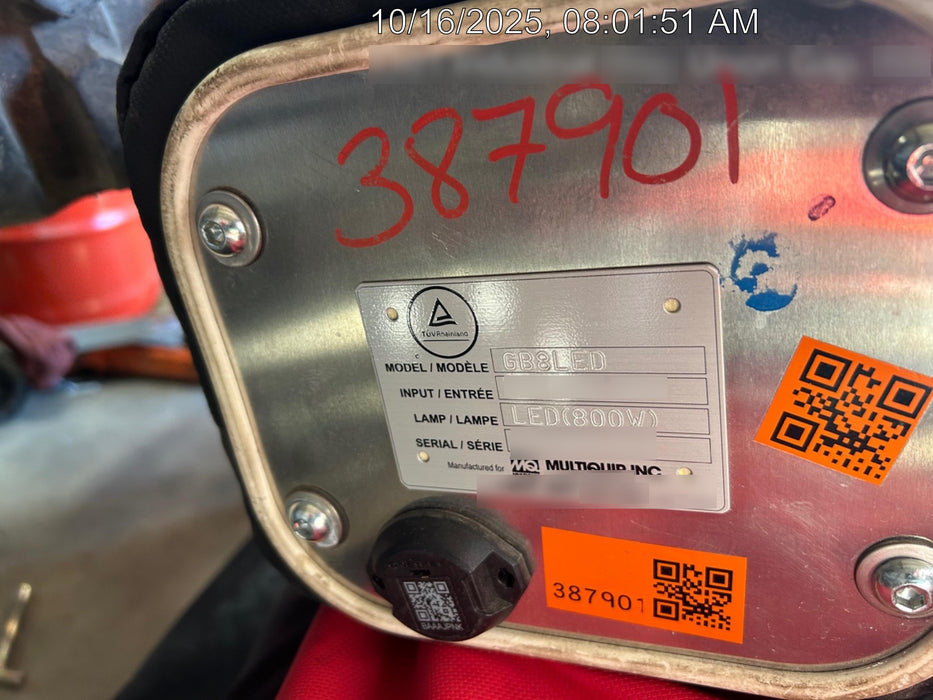 10/16/2025, 08:01:51 AM
387901
TÜVRheinland
MODEL / MODÈLE GB8LED
INPUT / ENTRÉE
LAMP / LAMPE LED(800W)
SERIAL / SÉRIE
Manufactured for MQ MULTIQUIP INC
387901
BAAAJPNK